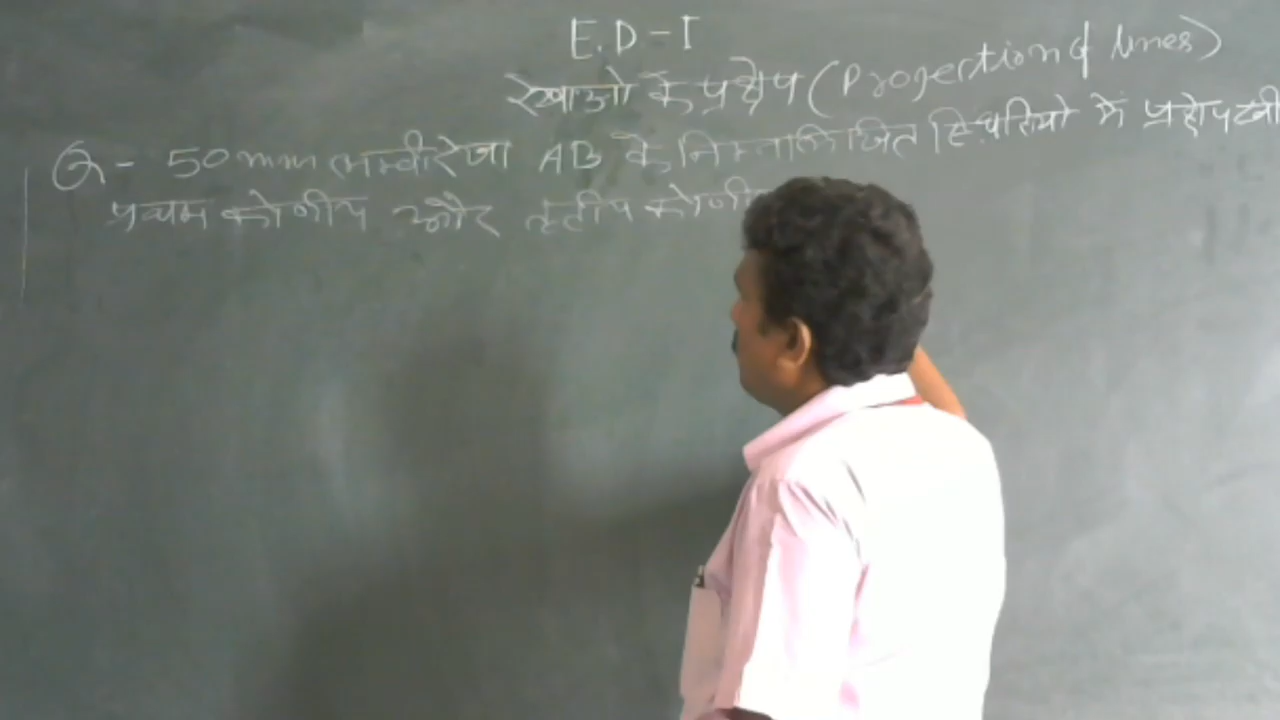 E.D-I
रेखाओ के प्रक्षेप (Projection of lines)
Q- 50mm लम्बी रेखा AB के निम्नलिखित स्थितियो में प्रक्षेप
प्रथम कोणीय और तृतीय कोणीय